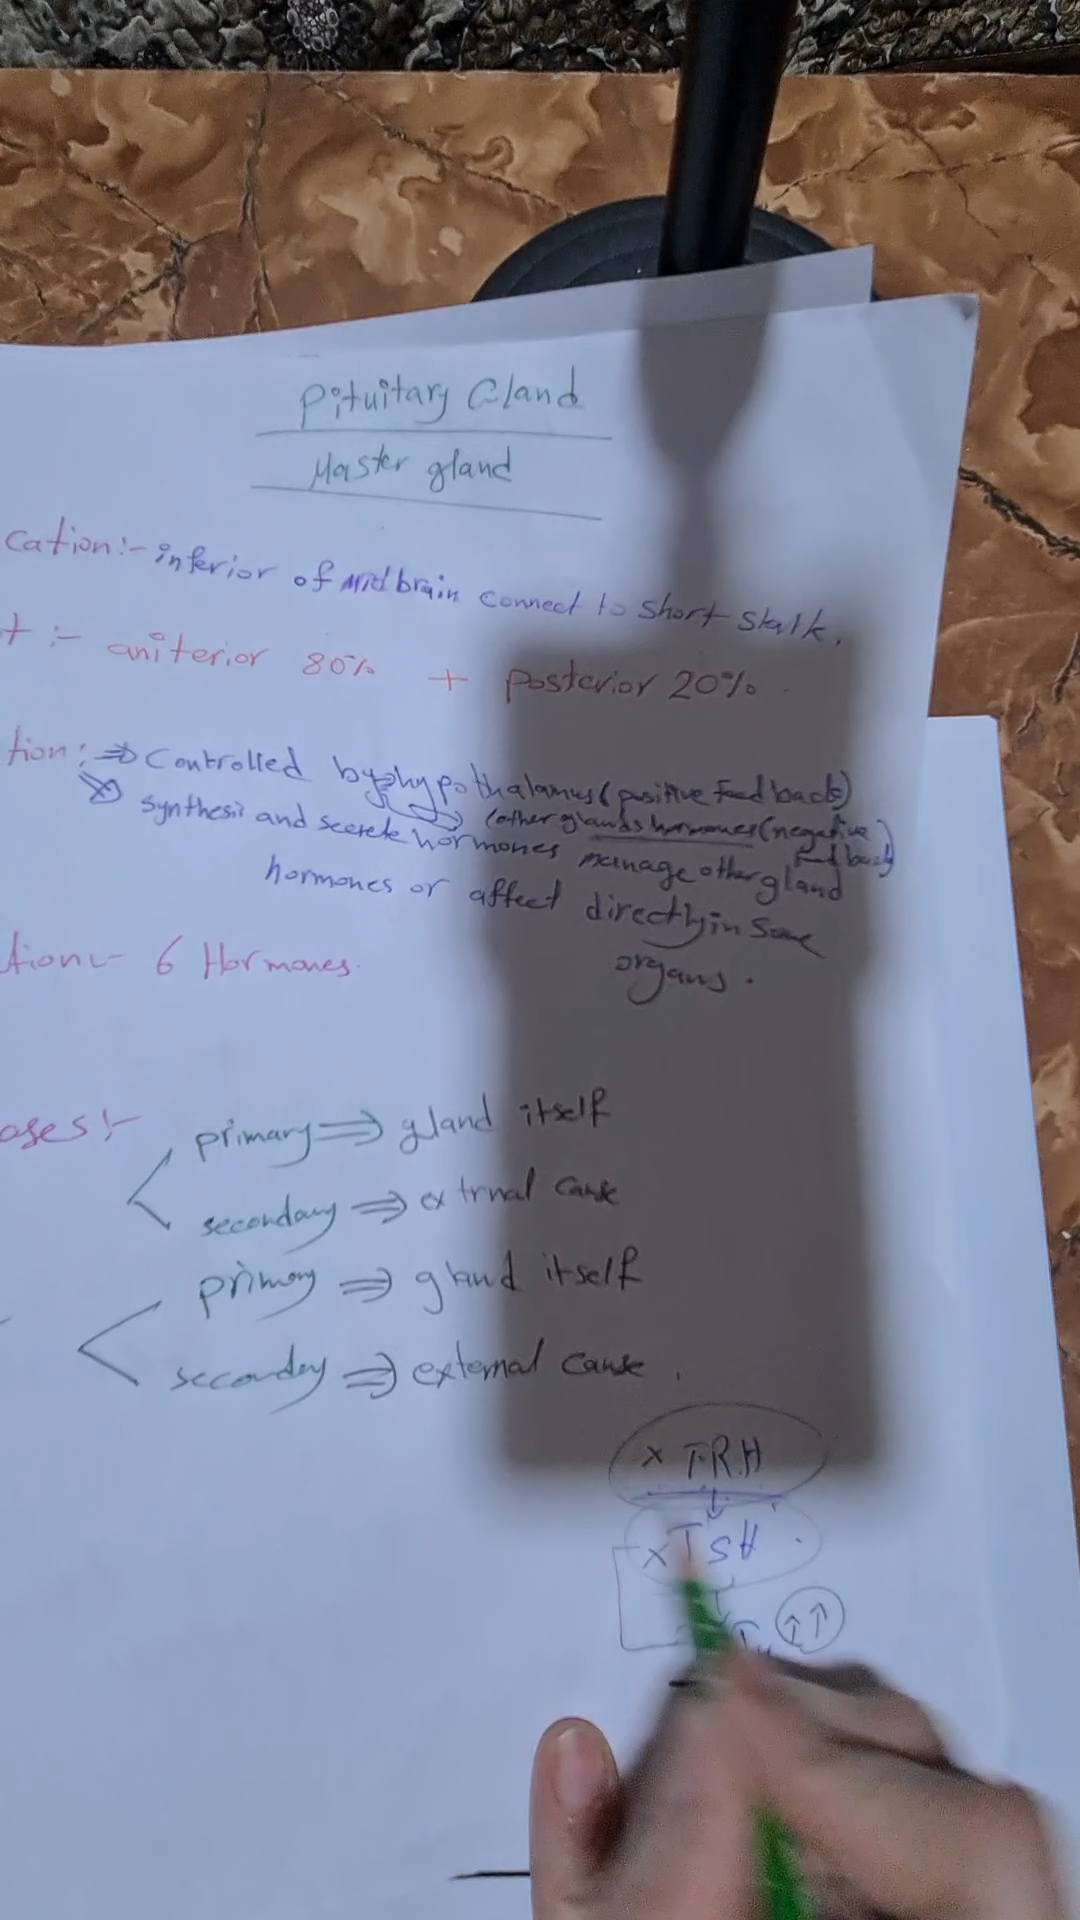 Pituitary Gland
Master gland
cation:- inferior of midbrain connect to short stalk.
t :- aniterior 80% + posterior 20%
tion: ⇒ Controlled by hypothalamus (positive feed back)
(other glands hormones (negative feed back)
synthesis and secrete hormones manage other gland
hormones or affect directly in some
organs.
tion:- 6 Hormones.
ases:-
primary ⇒ gland itself
secondary ⇒ extrnal cause
primary ⇒ gland itself
seconday ⇒ external cause.
x TRH
↓
x TSH
↑↑